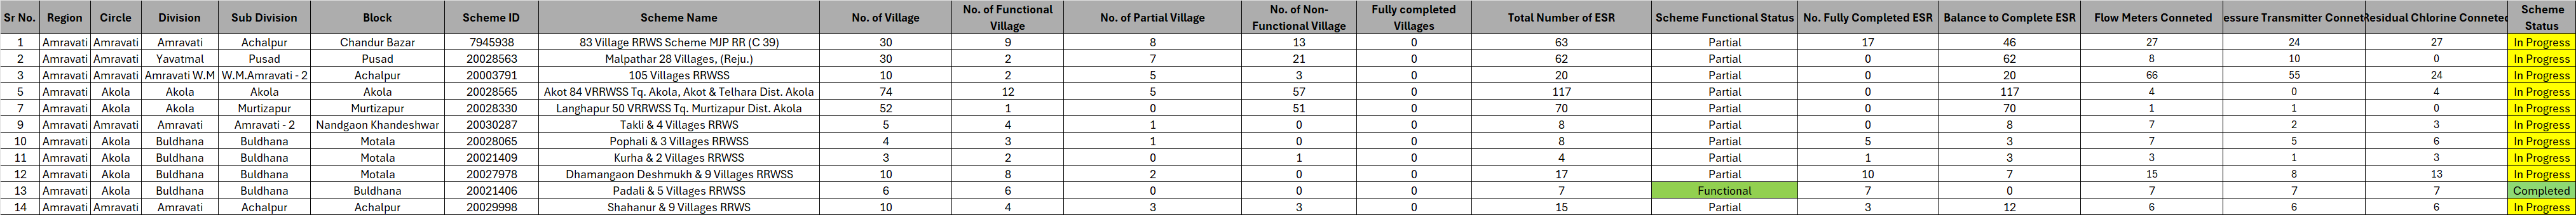 Sr No. Region Circle Division Sub Division Block Scheme ID Scheme Name No. of Village No. of Functional Village No. of Partial Village No. of Non-Functional Village Fully completed Villages Total Number of ESR Scheme Functional Status No. Fully Completed ESR Balance to Complete ESR Flow Meters Conneted essure Transmitter Connet Residual Chlorine Conneted Scheme Status
1 Amravati Amravati Amravati Achalpur Chandur Bazar 7945938 83 Village RRWS Scheme MJP RR (C 39) 30 9 8 13 0 63 Partial 17 46 27 24 27 In Progress
2 Amravati Amravati Yavatmal Pusad Pusad 20028563 Malpathar 28 Villages, (Reju.) 30 2 7 21 0 62 Partial 0 62 8 10 0 In Progress
3 Amravati Amravati Amravati W.M W.M.Amravati - 2 Achalpur 20003791 105 Villages RRWSS 10 2 5 3 0 20 Partial 0 20 66 55 24 In Progress
5 Amravati Akola Akola Akola Akola 20028565 Akot 84 VRRWSS Tq. Akola, Akot & Telhara Dist. Akola 74 12 5 57 0 117 Partial 0 117 4 0 4 In Progress
7 Amravati Akola Akola Murtizapur Murtizapur 20028330 Langhapur 50 VRRWSS Tq. Murtizapur Dist. Akola 52 1 0 51 0 70 Partial 0 70 1 1 0 In Progress
9 Amravati Amravati Amravati Amravati - 2 Nandgaon Khandeshwar 20030287 Takli & 4 Villages RRWS 5 4 1 0 0 8 Partial 0 8 7 2 3 In Progress
10 Amravati Akola Buldhana Buldhana Motala 20028065 Pophali & 3 Villages RRWSS 4 3 1 0 0 8 Partial 5 3 7 5 6 In Progress
11 Amravati Akola Buldhana Buldhana Motala 20021409 Kurha & 2 Villages RRWSS 3 2 0 1 0 4 Partial 1 3 3 1 3 In Progress
12 Amravati Akola Buldhana Buldhana Motala 20027978 Dhamangaon Deshmukh & 9 Villages RRWSS 10 8 2 0 0 17 Partial 10 7 15 8 13 In Progress
13 Amravati Akola Buldhana Buldhana Buldhana 20021406 Padali & 5 Villages RRWSS 6 6 0 0 0 7 Functional 7 0 7 7 7 Completed
14 Amravati Amravati Amravati Achalpur Achalpur 20029998 Shahanur & 9 Villages RRWS 10 4 3 3 0 15 Partial 3 12 6 6 6 In Progress